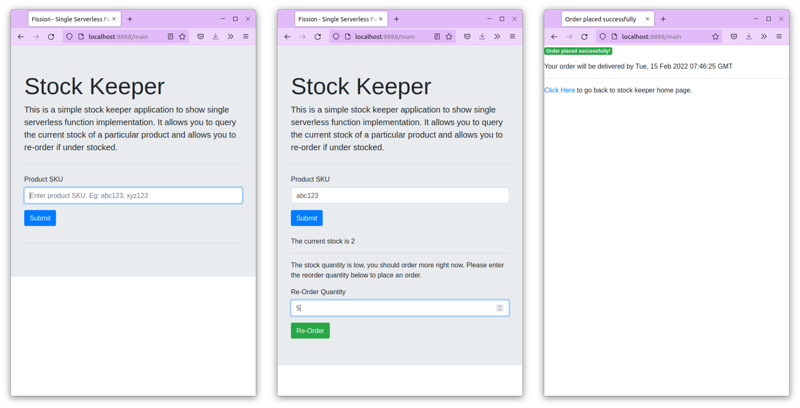 Fission - Single Serverless Fu
localhost:8888/main
Stock Keeper
This is a simple stock keeper application to show single
serverless function implementation. It allows you to query
the current stock of a particular product and allows you to
re-order if under stocked.
Product SKU
Enter product SKU. Eg: abc123, xyz123
Submit
Fission - Single Serverless Fu
localhost:8888/main
Stock Keeper
This is a simple stock keeper application to show single
serverless function implementation. It allows you to query
the current stock of a particular product and allows you to
re-order if under stocked.
Product SKU
abc123
Submit
The current stock is 2
The stock quantity is low, you should order more right now. Please enter
the reorder quantity below to place an order.
Re-Order Quantity
5
Re-Order
Order placed successfully
localhost:8888/main
Order placed successfully!
Your order will be delivered by Tue, 15 Feb 2022 07:46:25 GMT
Click Here to go back to stock keeper home page.